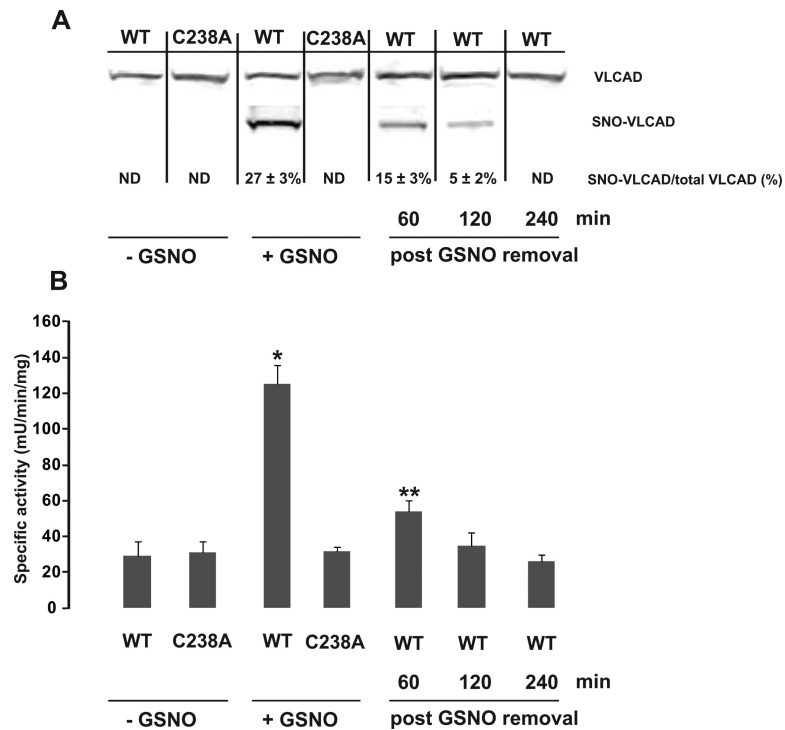 A
WT C238A WT C238A WT WT WT
VLCAD
SNO-VLCAD
ND ND 27 ± 3% ND 15 ± 3% 5 ± 2% ND SNO-VLCAD/total VLCAD (%)
60 120 240 min
- GSNO + GSNO post GSNO removal
B
Specific activity (mU/min/mg)
160
140
120
100
80
60
40
20
0
*
**
WT C238A WT C238A WT WT WT
60 120 240 min
- GSNO + GSNO post GSNO removal